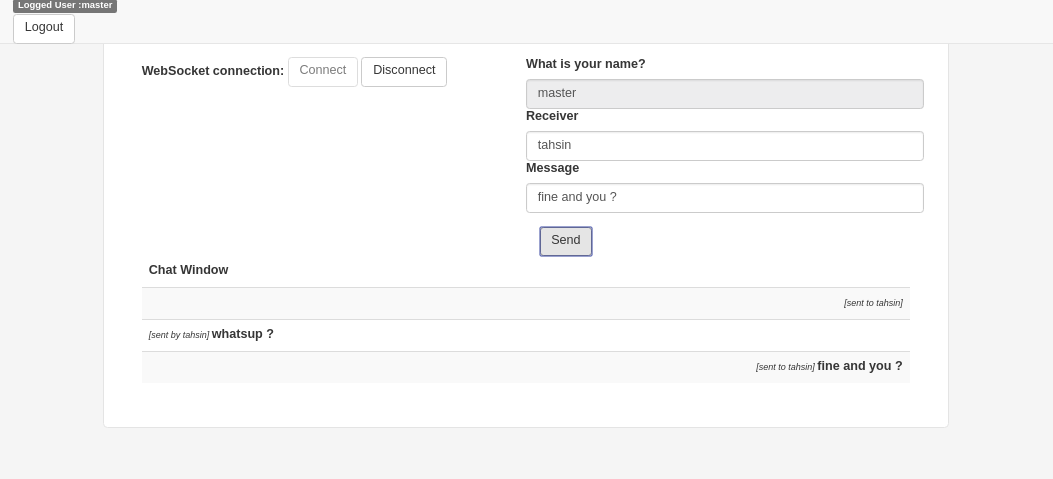 Logged User :master
Logout
WebSocket connection: Connect Disconnect
What is your name?
master
Receiver
tahsin
Message
fine and you ?
Send
Chat Window
[sent to tahsin]
[sent by tahsin] whatsup ?
[sent to tahsin] fine and you ?